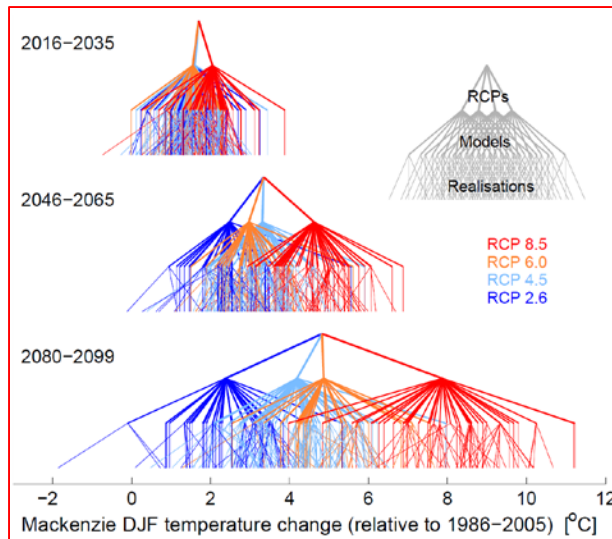 2016−2035
RCPs
Models
Realisations
2046−2065
RCP 8.5
RCP 6.0
RCP 4.5
RCP 2.6
2080−2099
−2 0 2 4 6 8 10 12
Mackenzie DJF temperature change (relative to 1986−2005) [°C]